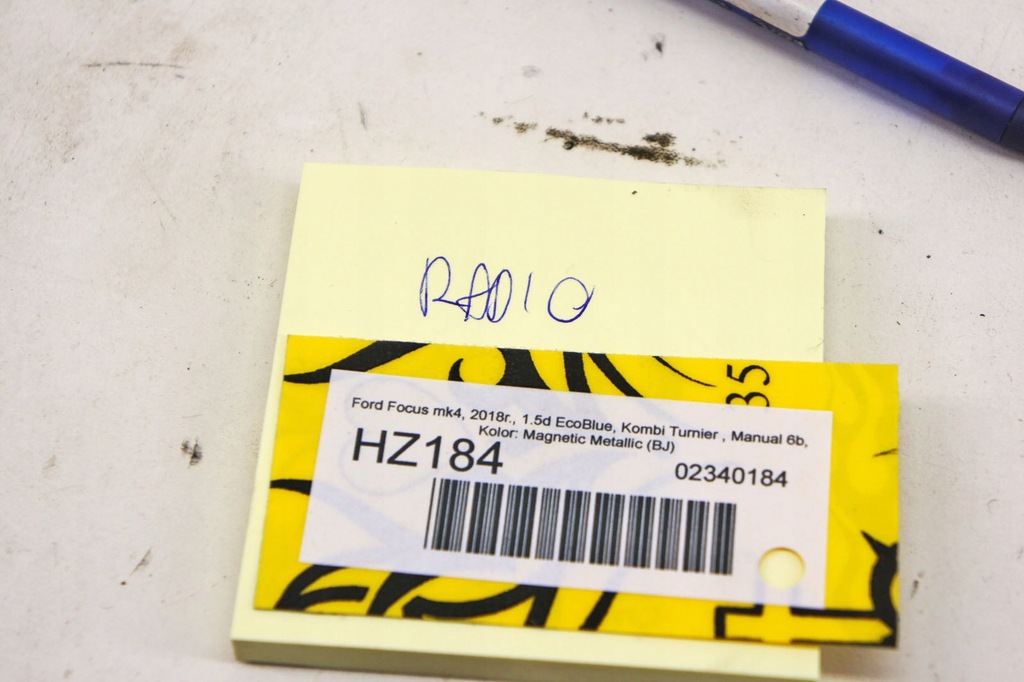 RADIO
35
Ford Focus mk4, 2018r., 1.5d EcoBlue, Kombi Turnier , Manual 6b,
Kolor: Magnetic Metallic (BJ)
HZ184
02340184